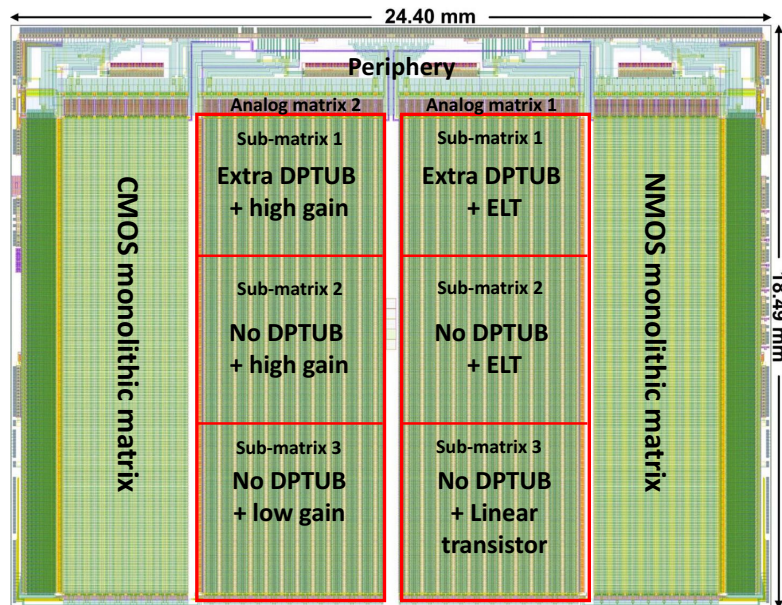 24.40 mm
Periphery
Analog matrix 2
Analog matrix 1
Sub-matrix 1
Extra DPTUB
+ high gain
Sub-matrix 1
Extra DPTUB
+ ELT
CMOS monolithic matrix
NMOS monolithic matrix
18.49 mm
Sub-matrix 2
No DPTUB
+ high gain
Sub-matrix 2
No DPTUB
+ ELT
Sub-matrix 3
No DPTUB
+ low gain
Sub-matrix 3
No DPTUB
+ Linear
transistor